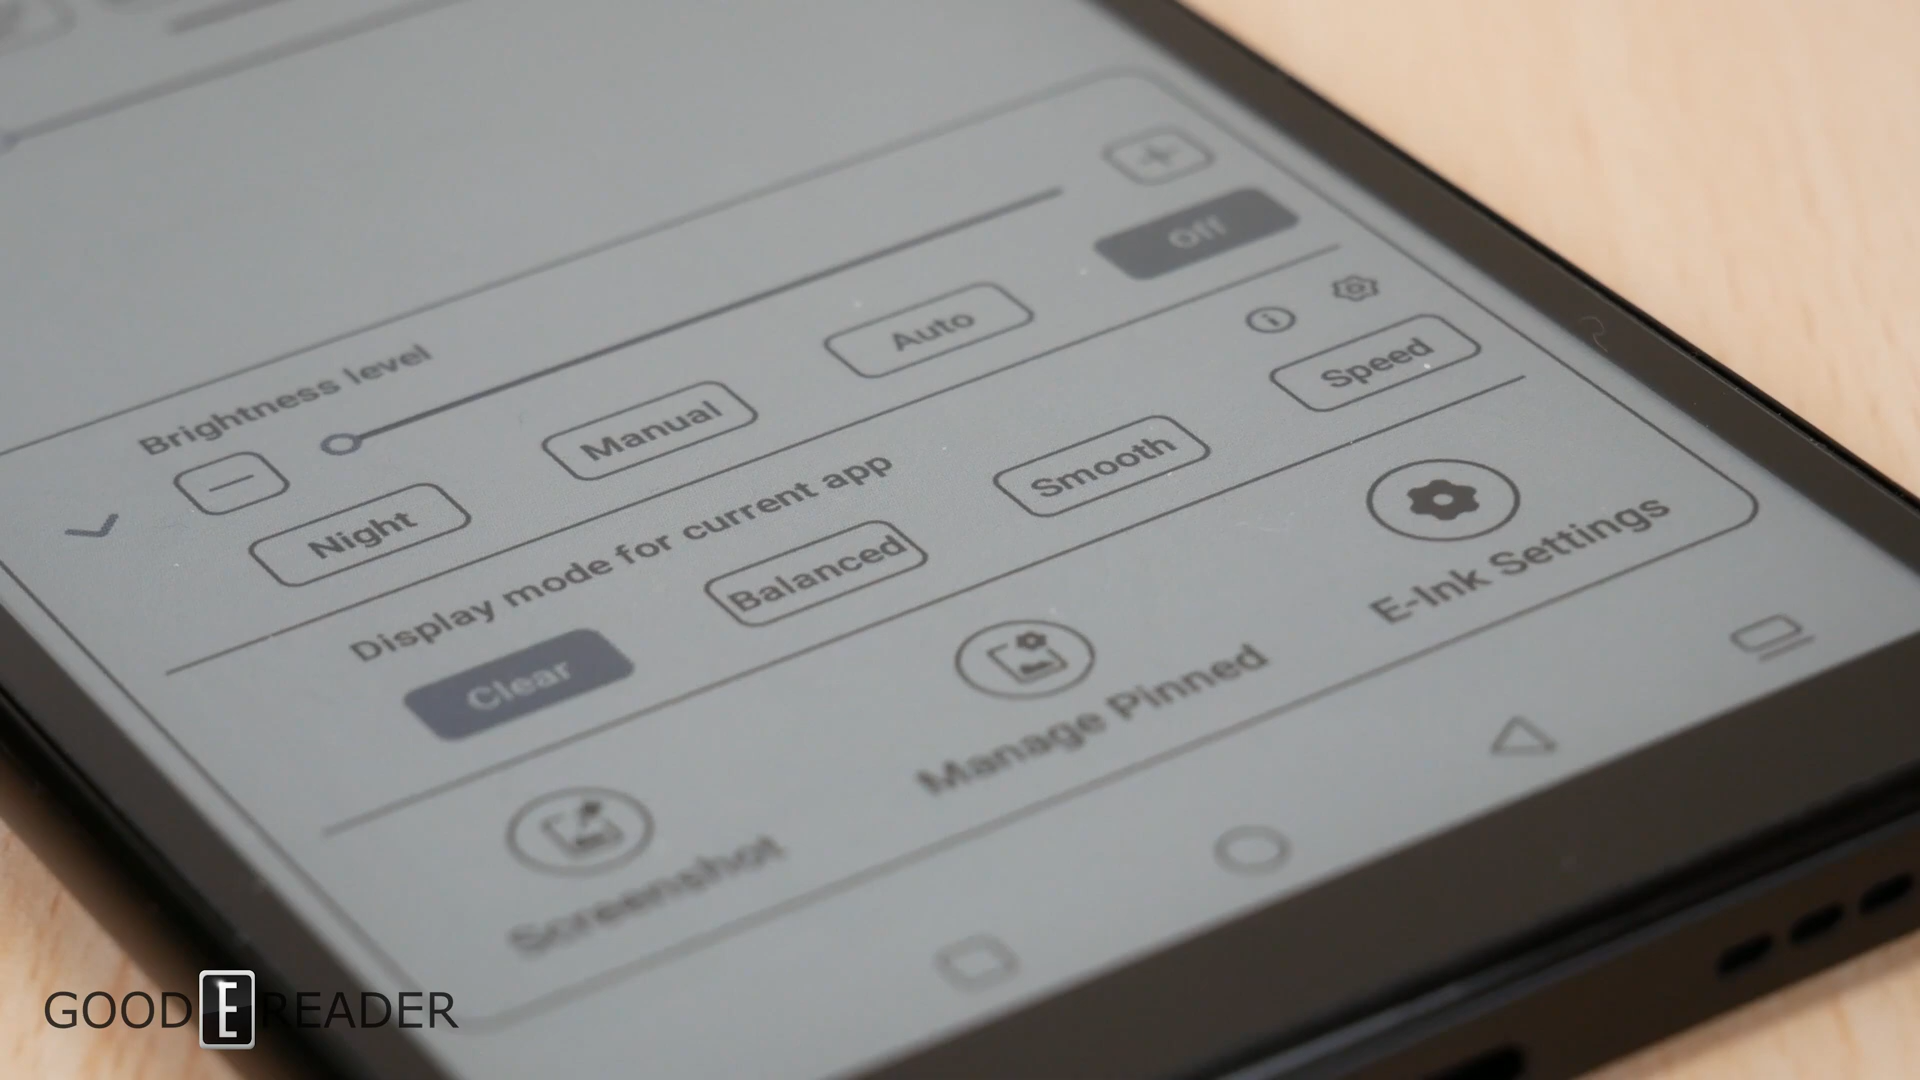 Brightness level
Night Manual Auto Off
Display mode for current app
Clear Balanced Smooth Speed
Screenshot Manage Pinned E-Ink Settings
GOOD E READER